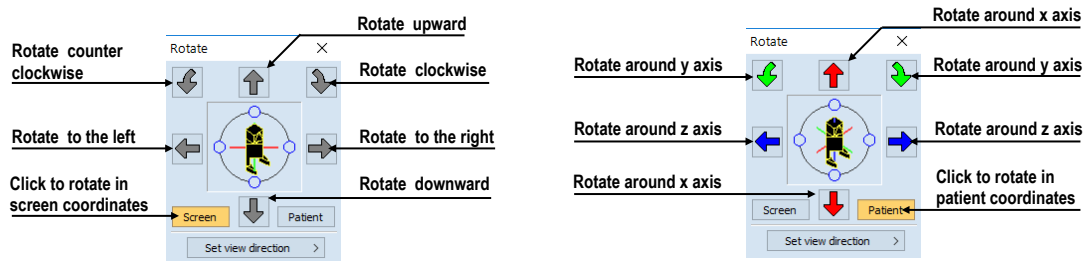 Rotate upward
Rotate
Rotate counter
clockwise
Rotate clockwise
Rotate to the left
Rotate to the right
Click to rotate in
screen coordinates
Rotate downward
Screen
Patient
Set view direction >
Rotate around x axis
Rotate
Rotate around y axis
Rotate around y axis
Rotate around z axis
Rotate around z axis
Rotate around x axis
Click to rotate in
patient coordinates
Screen
Patient
Set view direction >